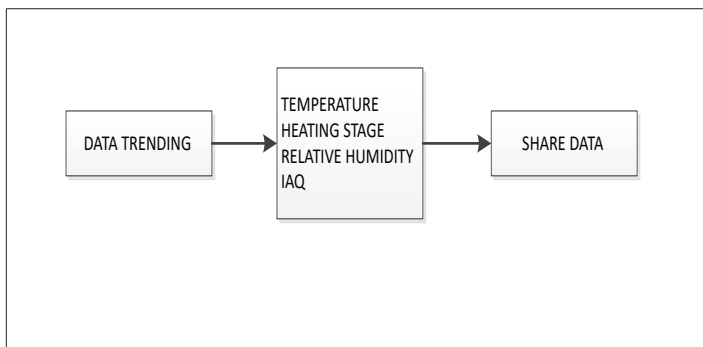 DATA TRENDING
TEMPERATURE
HEATING STAGE
RELATIVE HUMIDITY
IAQ
SHARE DATA